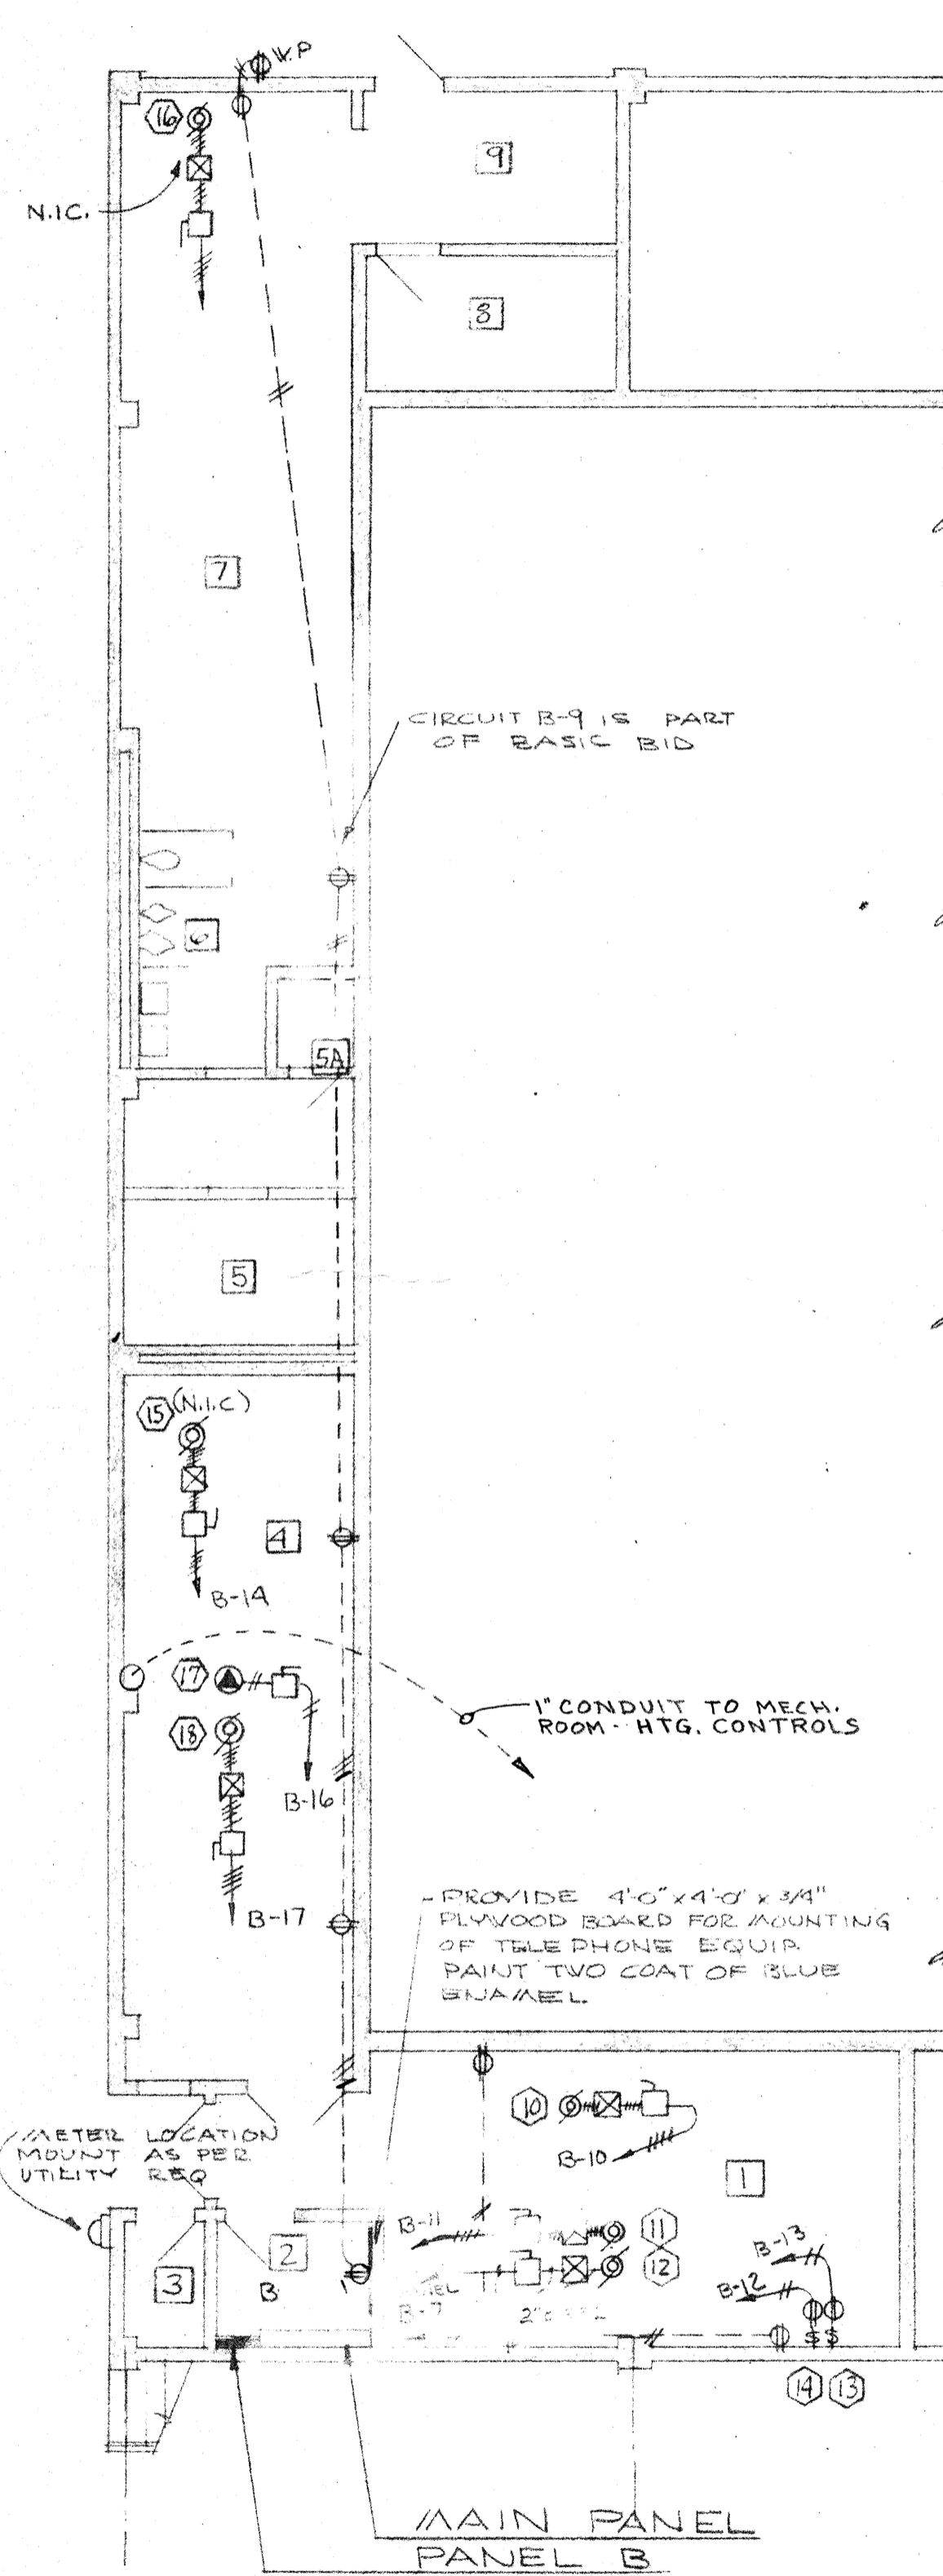 W.P
16
N.I.C.
9
8
7
CIRCUIT B-9 IS PART
OF BASIC BID
6
5A
5
15 (N.I.C)
4
B-14
17
18
B-16
1" CONDUIT TO MECH.
ROOM - HTG. CONTROLS
B-17
PROVIDE 4'-0" x 4'-0" x 3/4"
PLYWOOD BOARD FOR MOUNTING
OF TELEPHONE EQUIP.
PAINT TWO COAT OF BLUE
ENAMEL
10
B-10
1
METER LOCATION
MOUNT AS PER
UTILITY REQ
B-11
11
12
2
3
B
B-7
B-13
B-12
$ $
14 13
MAIN PANEL
PANEL B